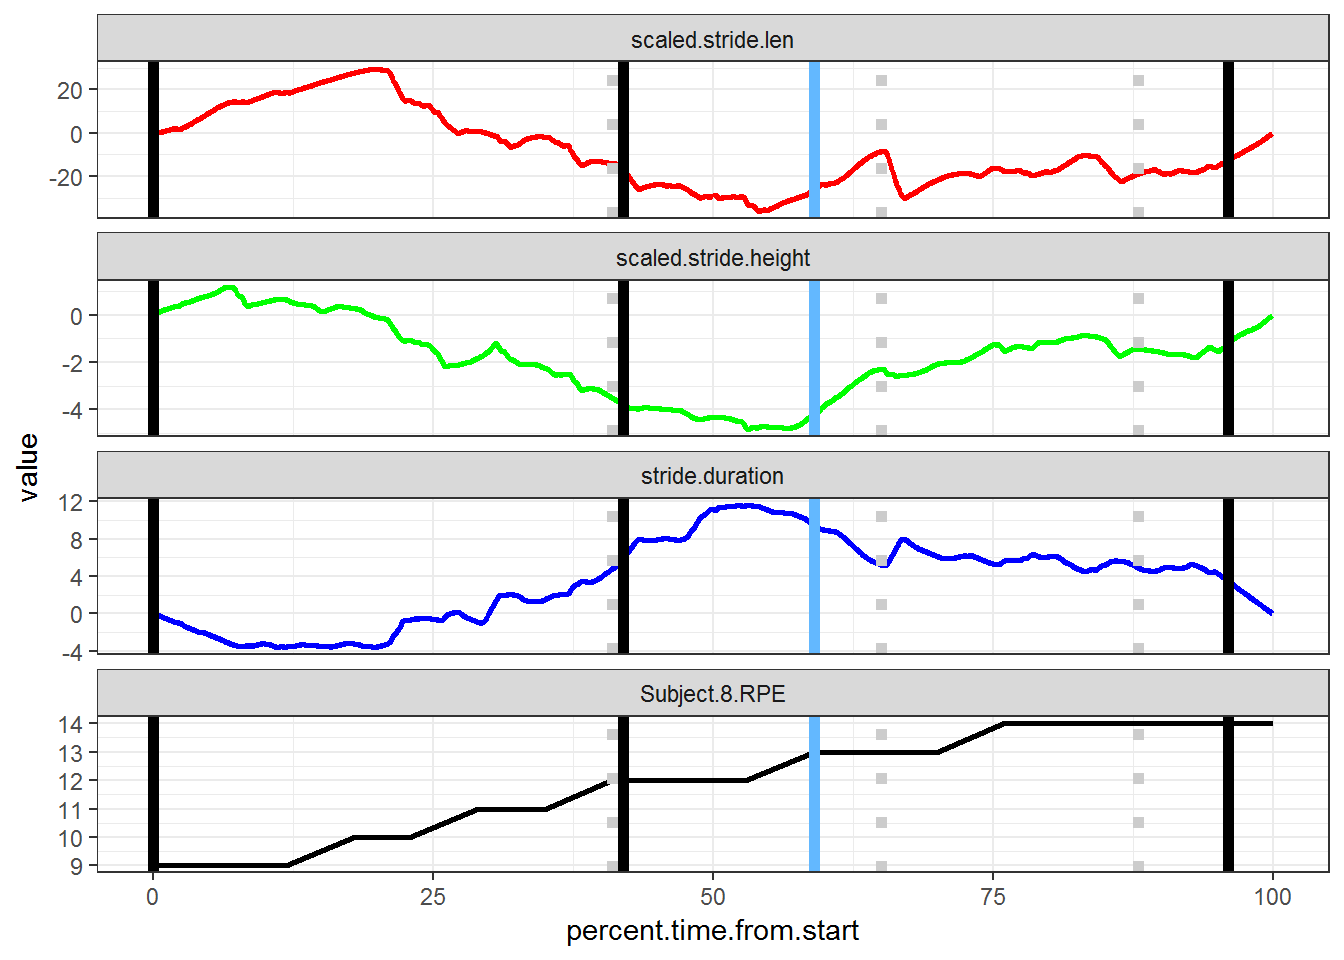 scaled.stride.len
20
0
-20
scaled.stride.height
0
-2
-4
value
stride.duration
12
8
4
0
-4
Subject.8.RPE
14
13
12
11
10
9
0 25 50 75 100
percent.time.from.start